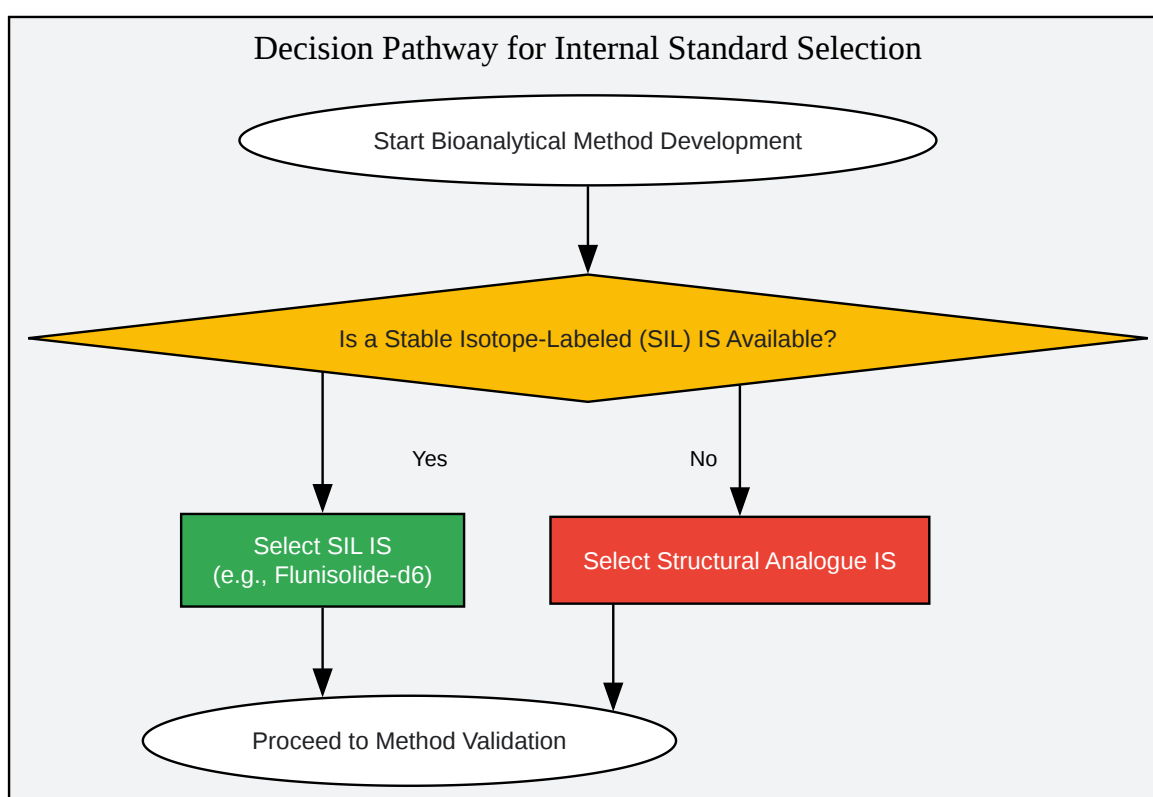 Decision Pathway for Internal Standard Selection
Start Bioanalytical Method Development
Is a Stable Isotope-Labeled (SIL) IS Available?
Yes
No
Select SIL IS
(e.g., Flunisolide-d6)
Select Structural Analogue IS
Proceed to Method Validation